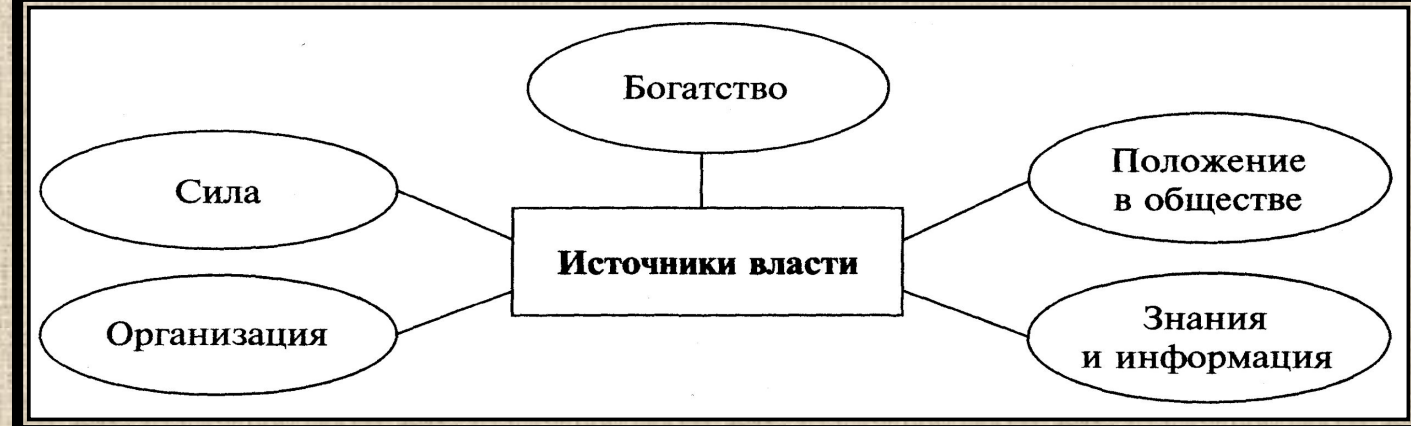 Богатство
Сила
Положение
в обществе
Источники власти
Организация
Знания
и информация